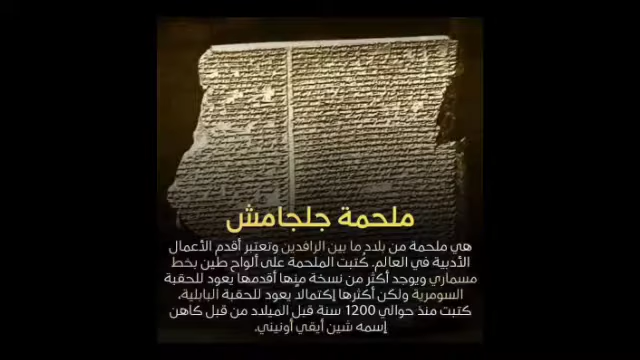 ملحمة جلجامش
هي ملحمة من بلاد ما بين الرافدين وتعتبر أقدم الأعمال
الأدبية في العالم. كُتبت الملحمة على ألواح طين بخط
مسماري ويوجد أكثر من نسخة منها أقدمها يعود للحقبة
السومرية ولكن أكثرها إكتمالاً يعود للحقبة البابلية،
كتبت منذ حوالي 1200 سنة قبل الميلاد من قبل كاهن
إسمه شين أيقي أونيني.